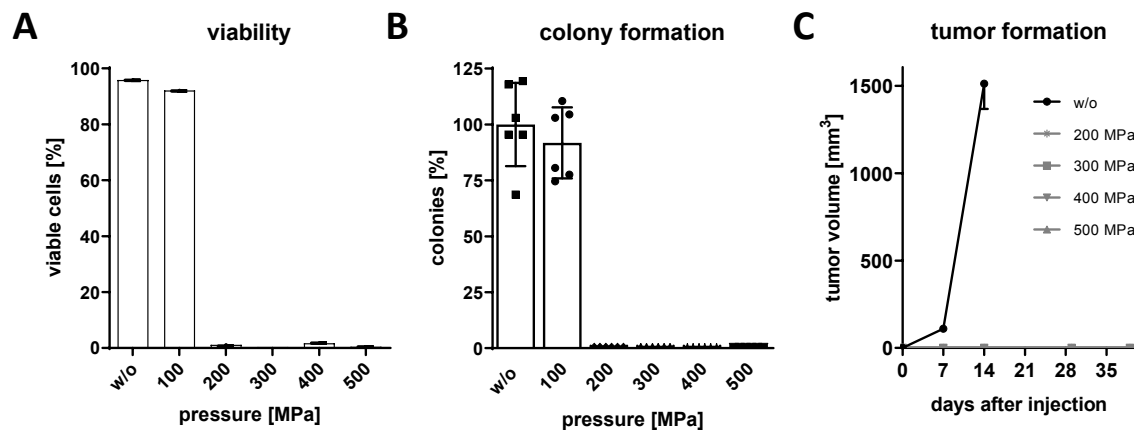 A
viability
100
80
60
40
20
0
viable cells [%]
w/o
100
200
300
400
500
pressure [MPa]
B
colony formation
125
100
75
50
25
0
colonies [%]
w/o
100
200
300
400
500
pressure [MPa]
C
tumor formation
1500
1000
500
0
tumor volume [mm³]
0 7 14 21 28 35
days after injection
w/o
200 MPa
300 MPa
400 MPa
500 MPa